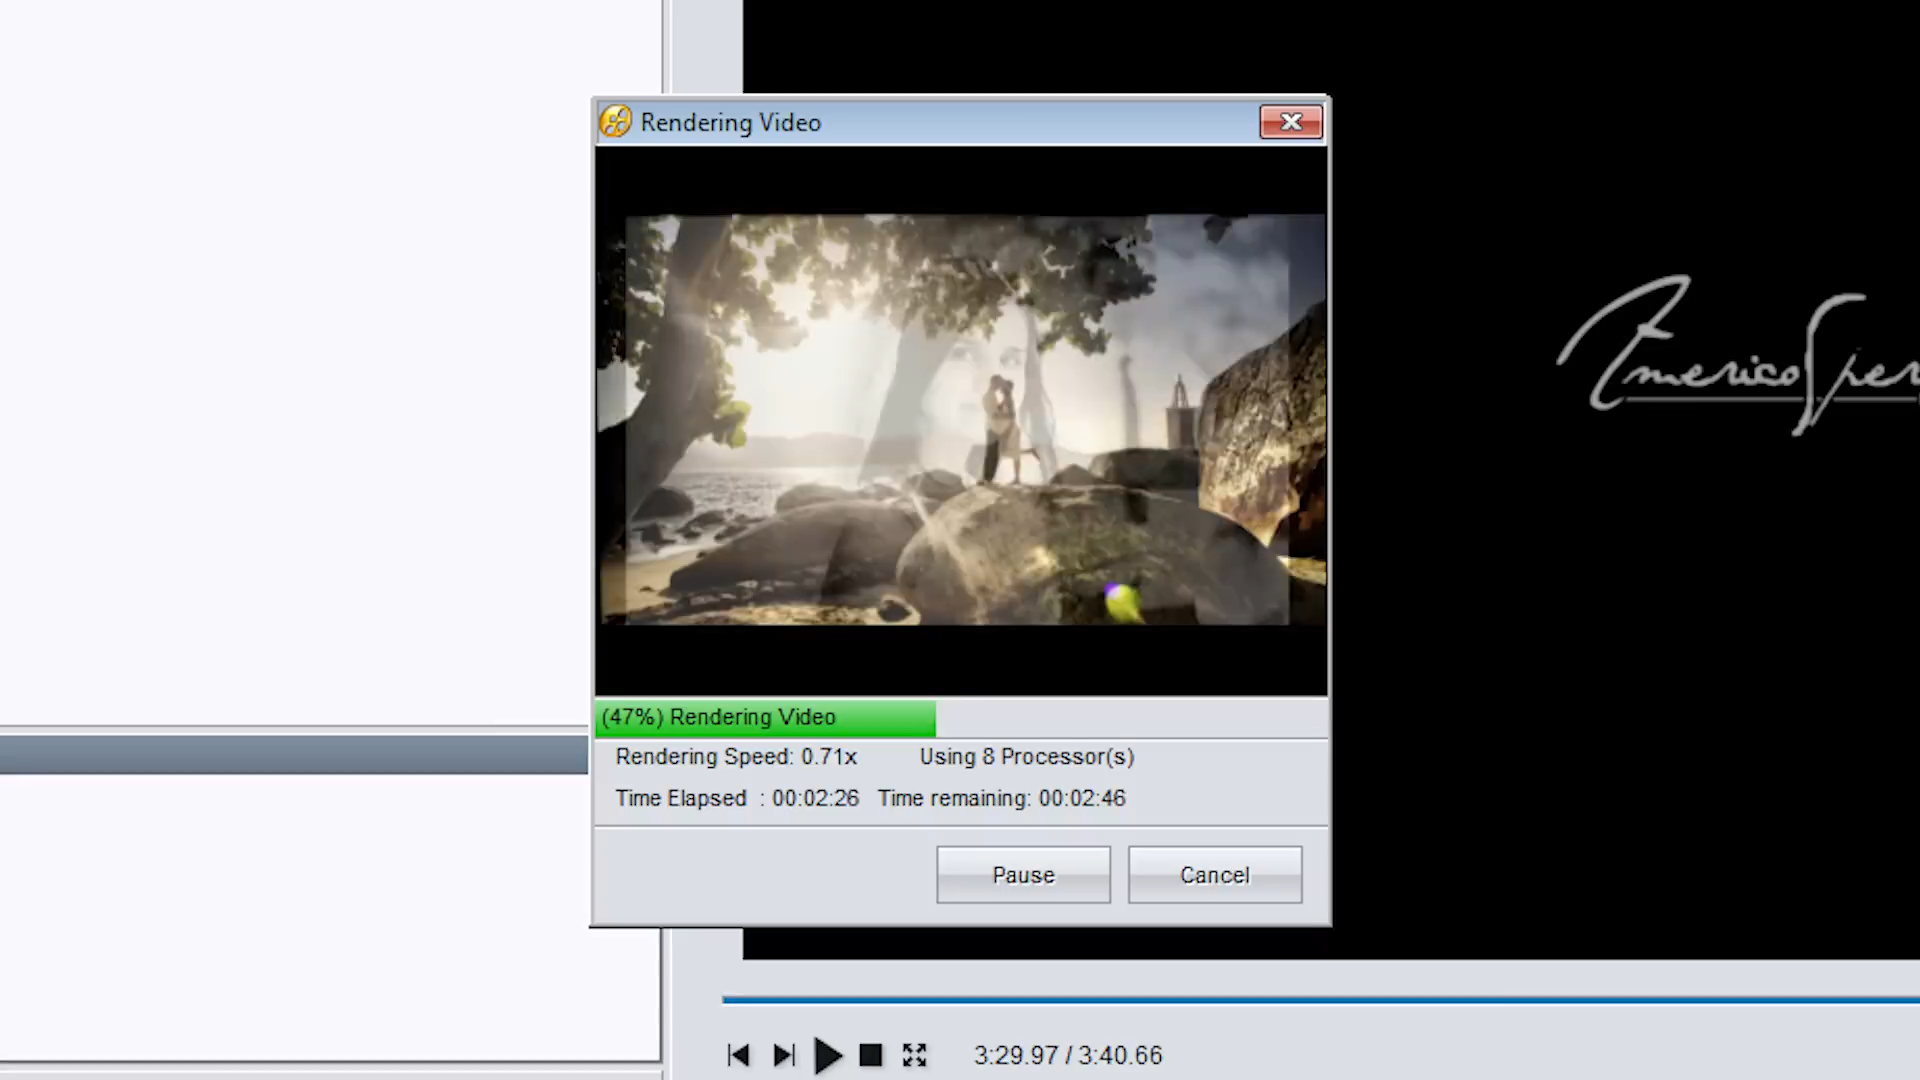 Rendering Video
Americo
(47%) Rendering Video
Rendering Speed: 0.71x Using 8 Processor(s)
Time Elapsed : 00:02:26 Time remaining: 00:02:46
Pause Cancel
3:29.97 / 3:40.66